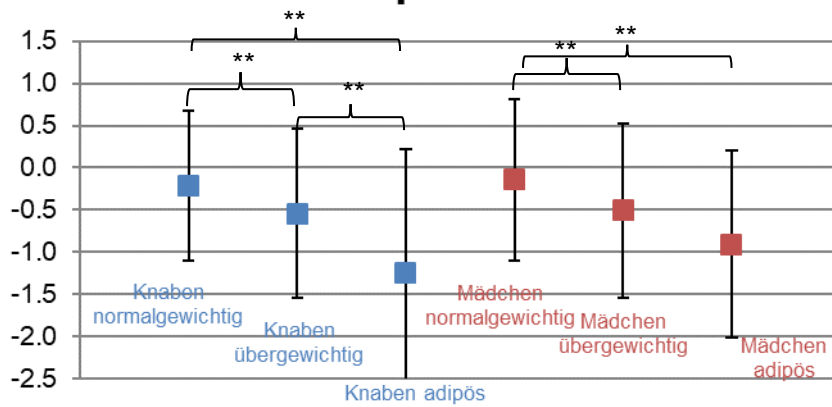 **
**
**
**
**
1.5
1.0
0.5
0.0
-0.5
-1.0
-1.5
-2.0
-2.5
Knaben
normalgewichtig
Knaben
übergewichtig
Knaben adipös
Mädchen
normalgewichtig
Mädchen
übergewichtig
Mädchen
adipös